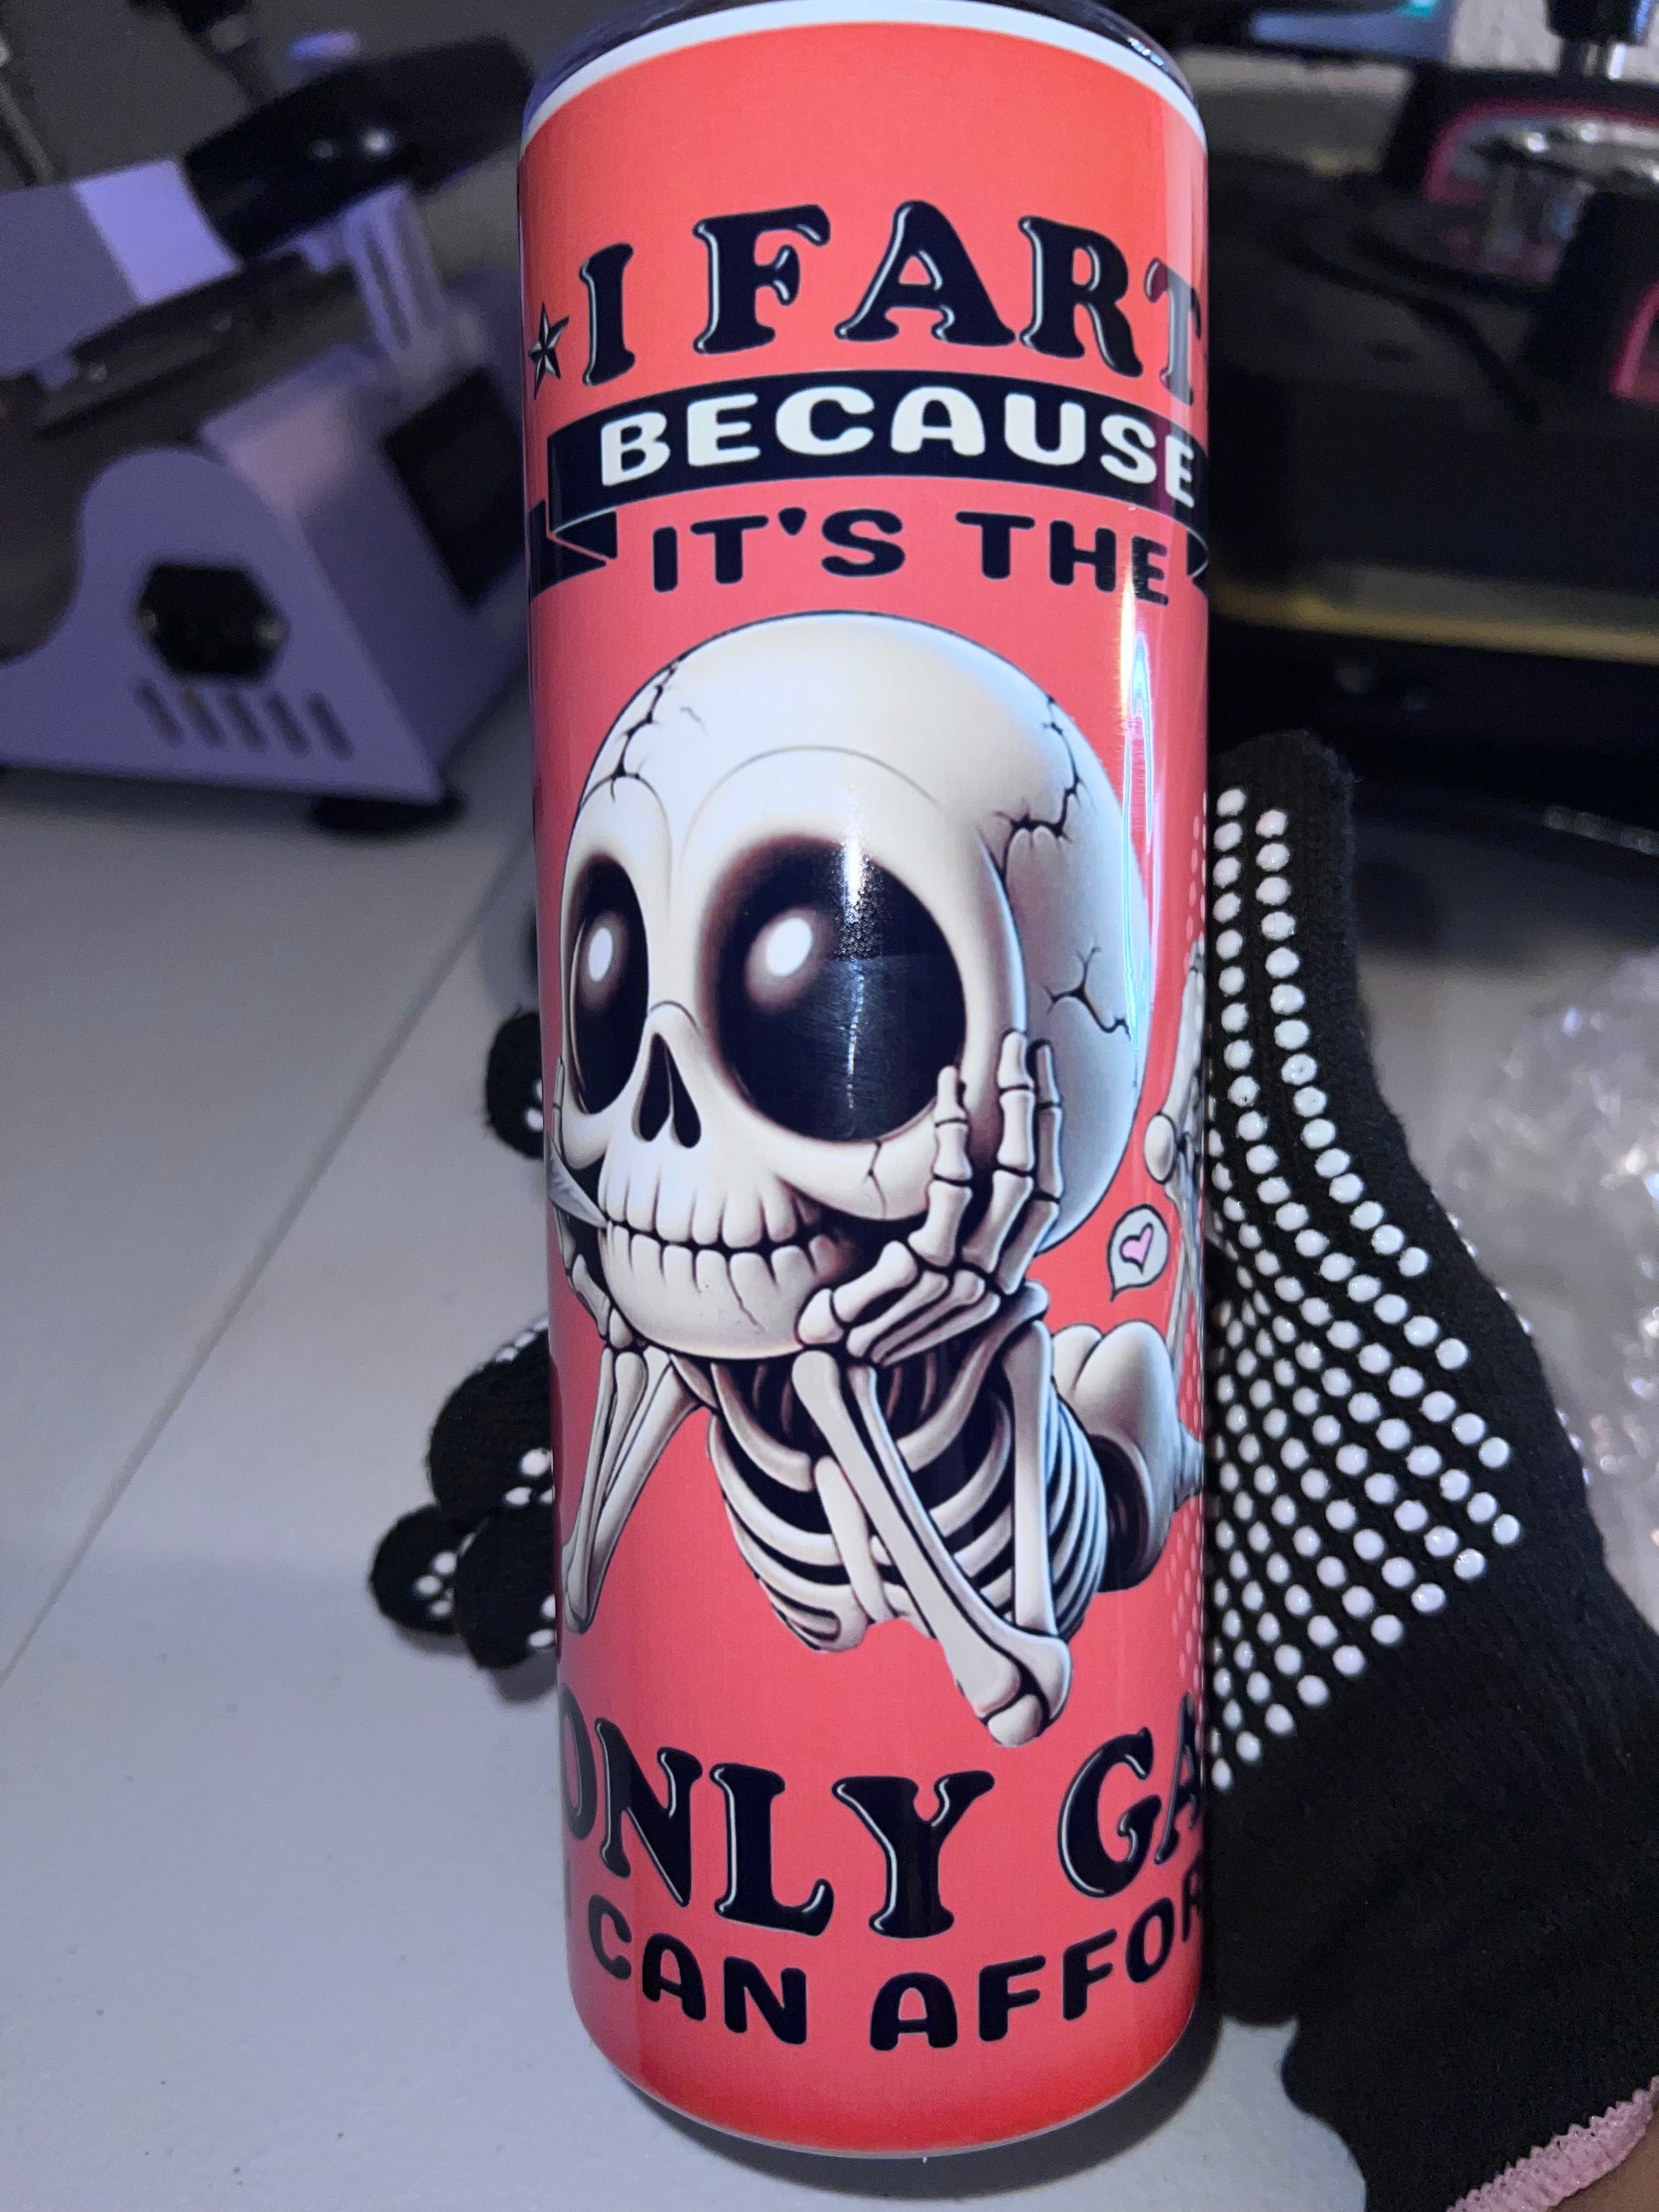 I FART
BECAUSE
IT'S THE
ONLY GA
CAN AFFOR